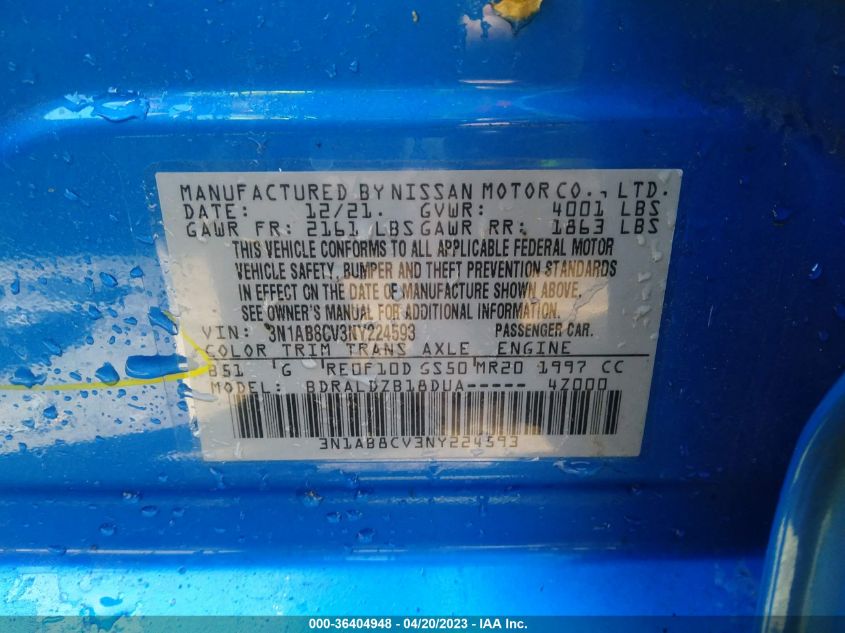 MANUFACTURED BY NISSAN MOTOR CO., LTD.
DATE: 12/21. GVWR: 4001 LBS
GAWR FR: 2161 LBS GAWR RR: 1863 LBS
THIS VEHICLE CONFORMS TO ALL APPLICABLE FEDERAL MOTOR
VEHICLE SAFETY, BUMPER AND THEFT PREVENTION STANDARDS
IN EFFECT ON THE DATE OF MANUFACTURE SHOWN ABOVE.
SEE OWNER'S MANUAL FOR ADDITIONAL INFORMATION.
VIN: 3N1AB8CV3NY224593 PASSENGER CAR.
COLOR TRIM TRANS AXLE ENGINE
B51 G RE0F10D GS50 MR20 1997 CC
MODEL: BDRALDZB18DUA----- 4Z000
3N1AB8CV3NY224593
000-36404948 - 04/20/2023 - IAA Inc.